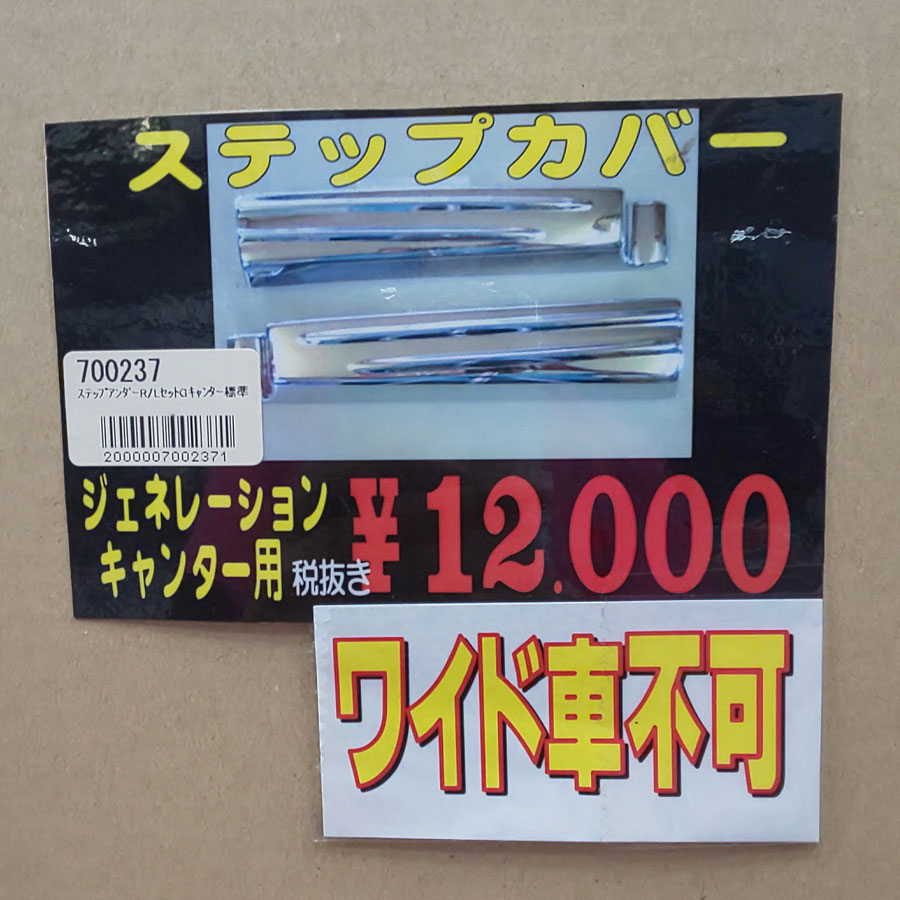 ステップカバー
700237
ステップアンダーR/LセットGキャンター標準
2000007002371
ジェネレーション
キャンター用 税抜き ¥12.000
ワイド車不可